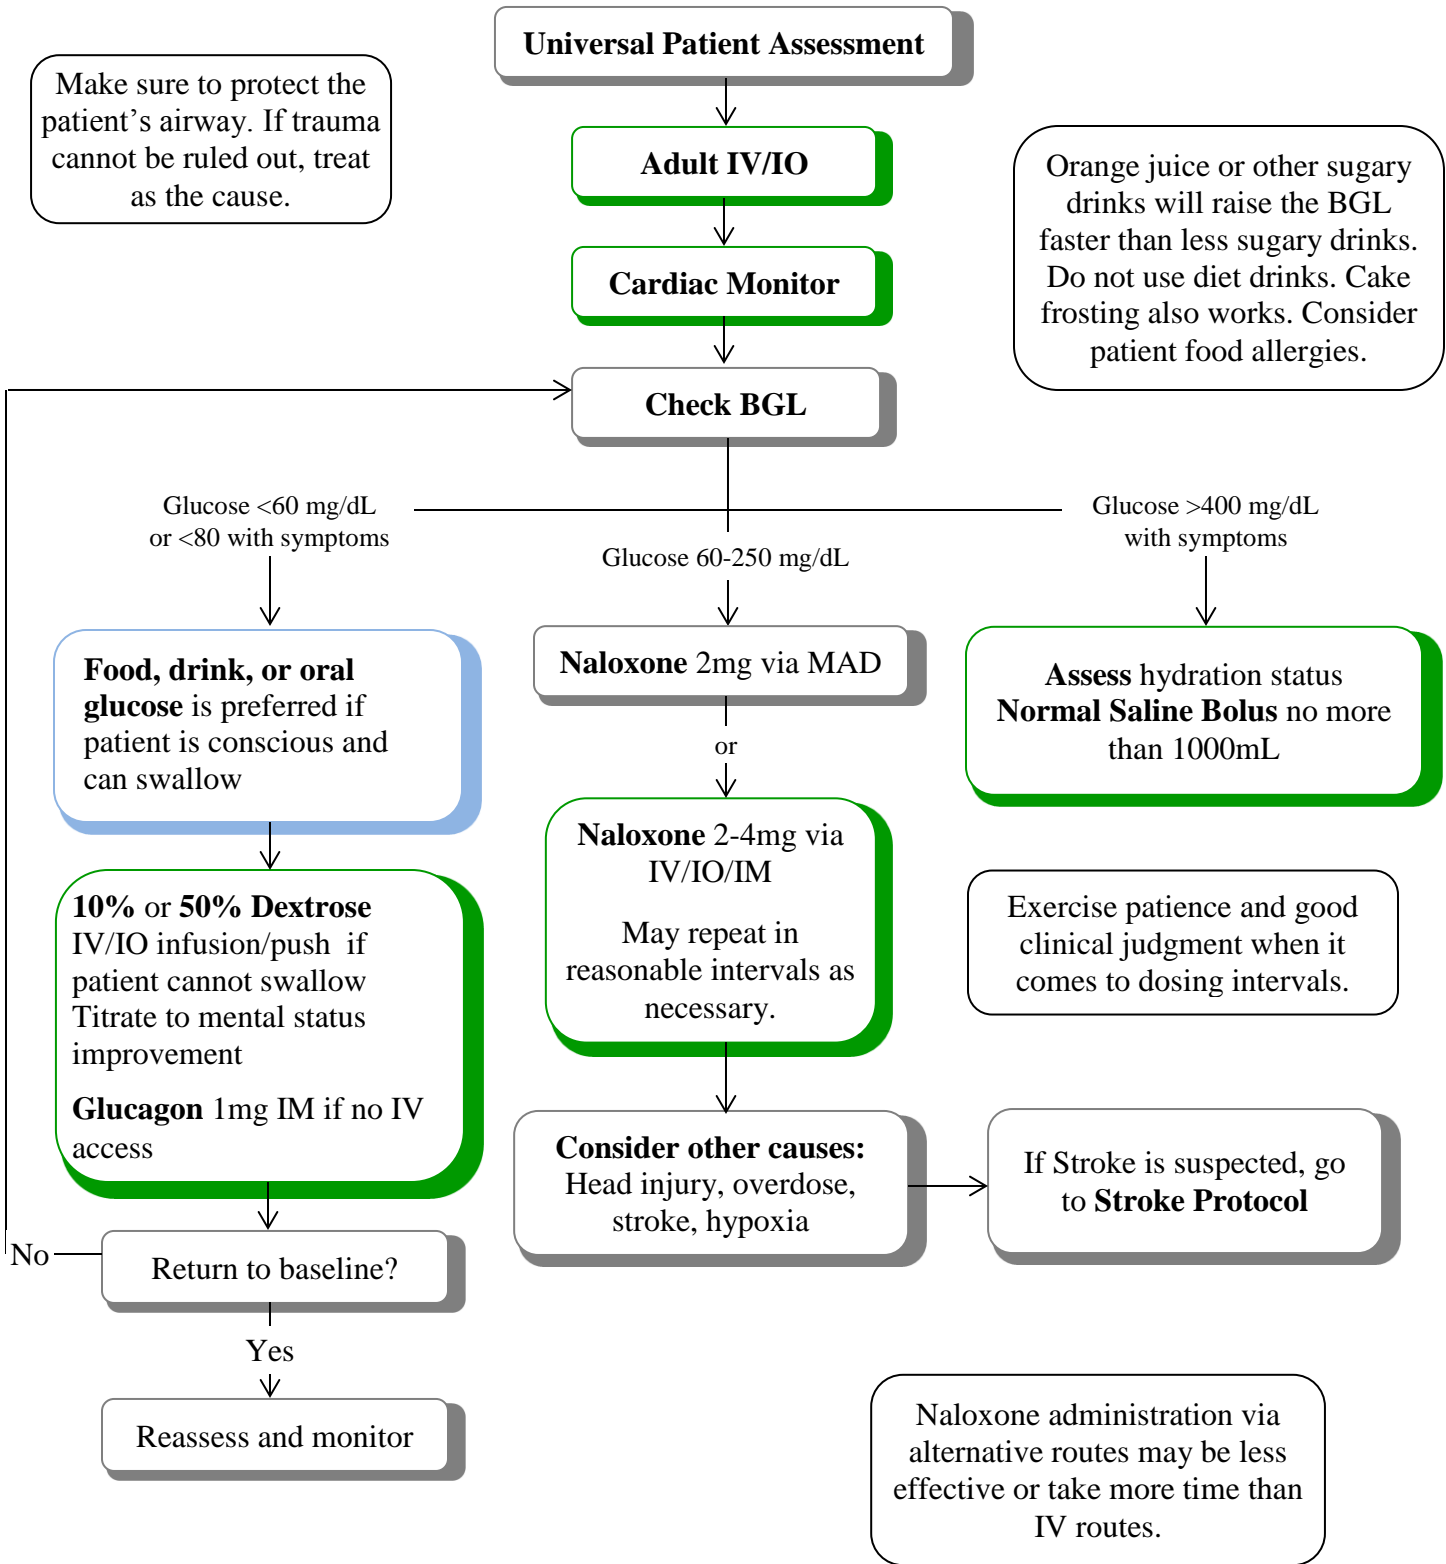 Universal Patient Assessment
Make sure to protect the
patient’s airway. If trauma
cannot be ruled out, treat
as the cause.
Adult IV/IO
Orange juice or other sugary
drinks will raise the BGL
faster than less sugary drinks.
Do not use diet drinks. Cake
frosting also works. Consider
patient food allergies.
Cardiac Monitor
Check BGL
Glucose <60 mg/dL
or <80 with symptoms
Glucose 60-250 mg/dL
Glucose >400 mg/dL
with symptoms
Food, drink, or oral
glucose is preferred if
patient is conscious and
can swallow
Naloxone 2mg via MAD
or
Assess hydration status
Normal Saline Bolus no more
than 1000mL
10% or 50% Dextrose
IV/IO infusion/push if
patient cannot swallow
Titrate to mental status
improvement
Glucagon 1mg IM if no IV
access
Naloxone 2-4mg via
IV/IO/IM
May repeat in
reasonable intervals as
necessary.
Exercise patience and good
clinical judgment when it
comes to dosing intervals.
Consider other causes:
Head injury, overdose,
stroke, hypoxia
If Stroke is suspected, go
to Stroke Protocol
No
Return to baseline?
Yes
Reassess and monitor
Naloxone administration via
alternative routes may be less
effective or take more time than
IV routes.